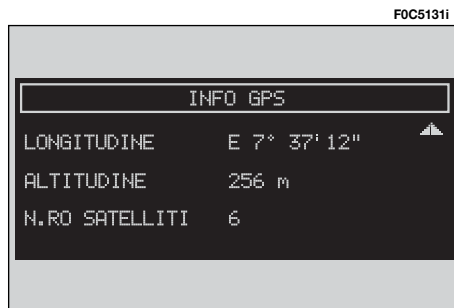 F0C5131i
INFO GPS
LONGITUDINE E 7° 37' 12"
ALTITUDINE 256 m
N.RO SATELLITI 6